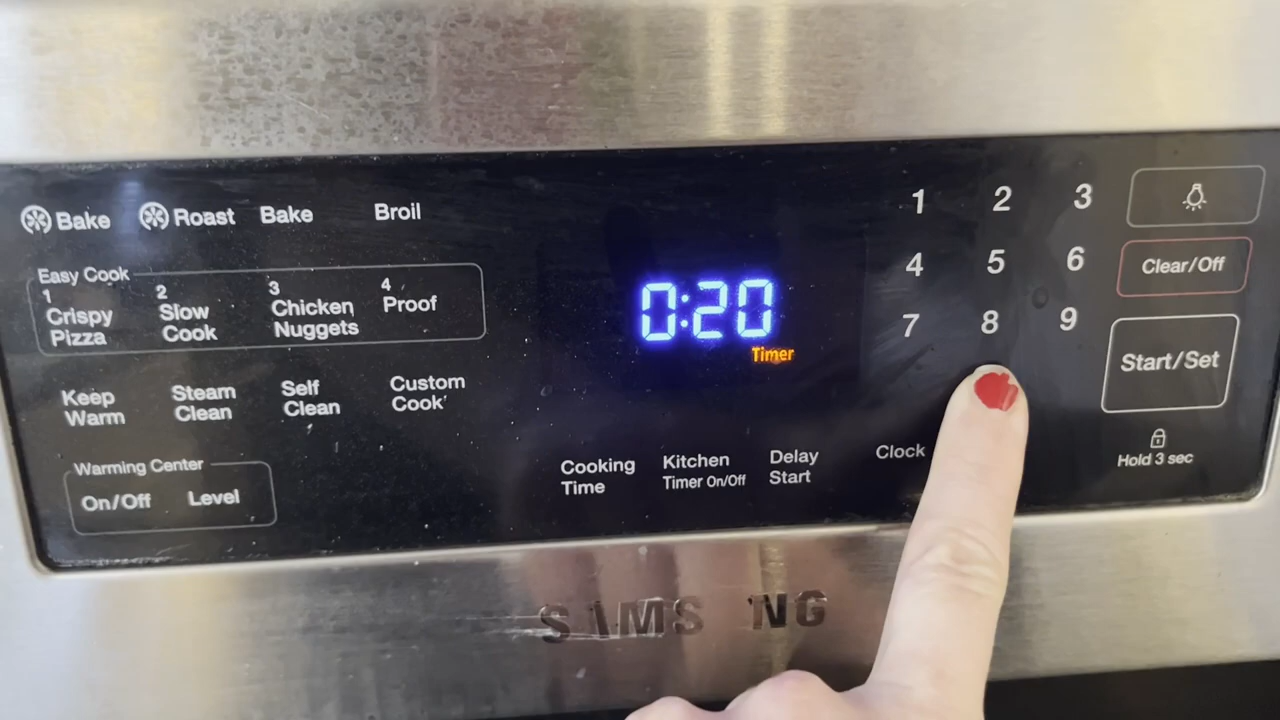 Bake Roast Bake Broil
Easy Cook
1 2 3 4
Crispy Pizza
Slow Cook
Chicken Nuggets
Proof
Keep Warm
Steam Clean
Self Clean
Custom Cook
Warming Center
On/Off Level
0:20
Timer
Cooking Time
Kitchen Timer On/Off
Delay Start
Clock
1 2 3
4 5 6
7 8 9
Clear/Off
Start/Set
Hold 3 sec
S MS NG